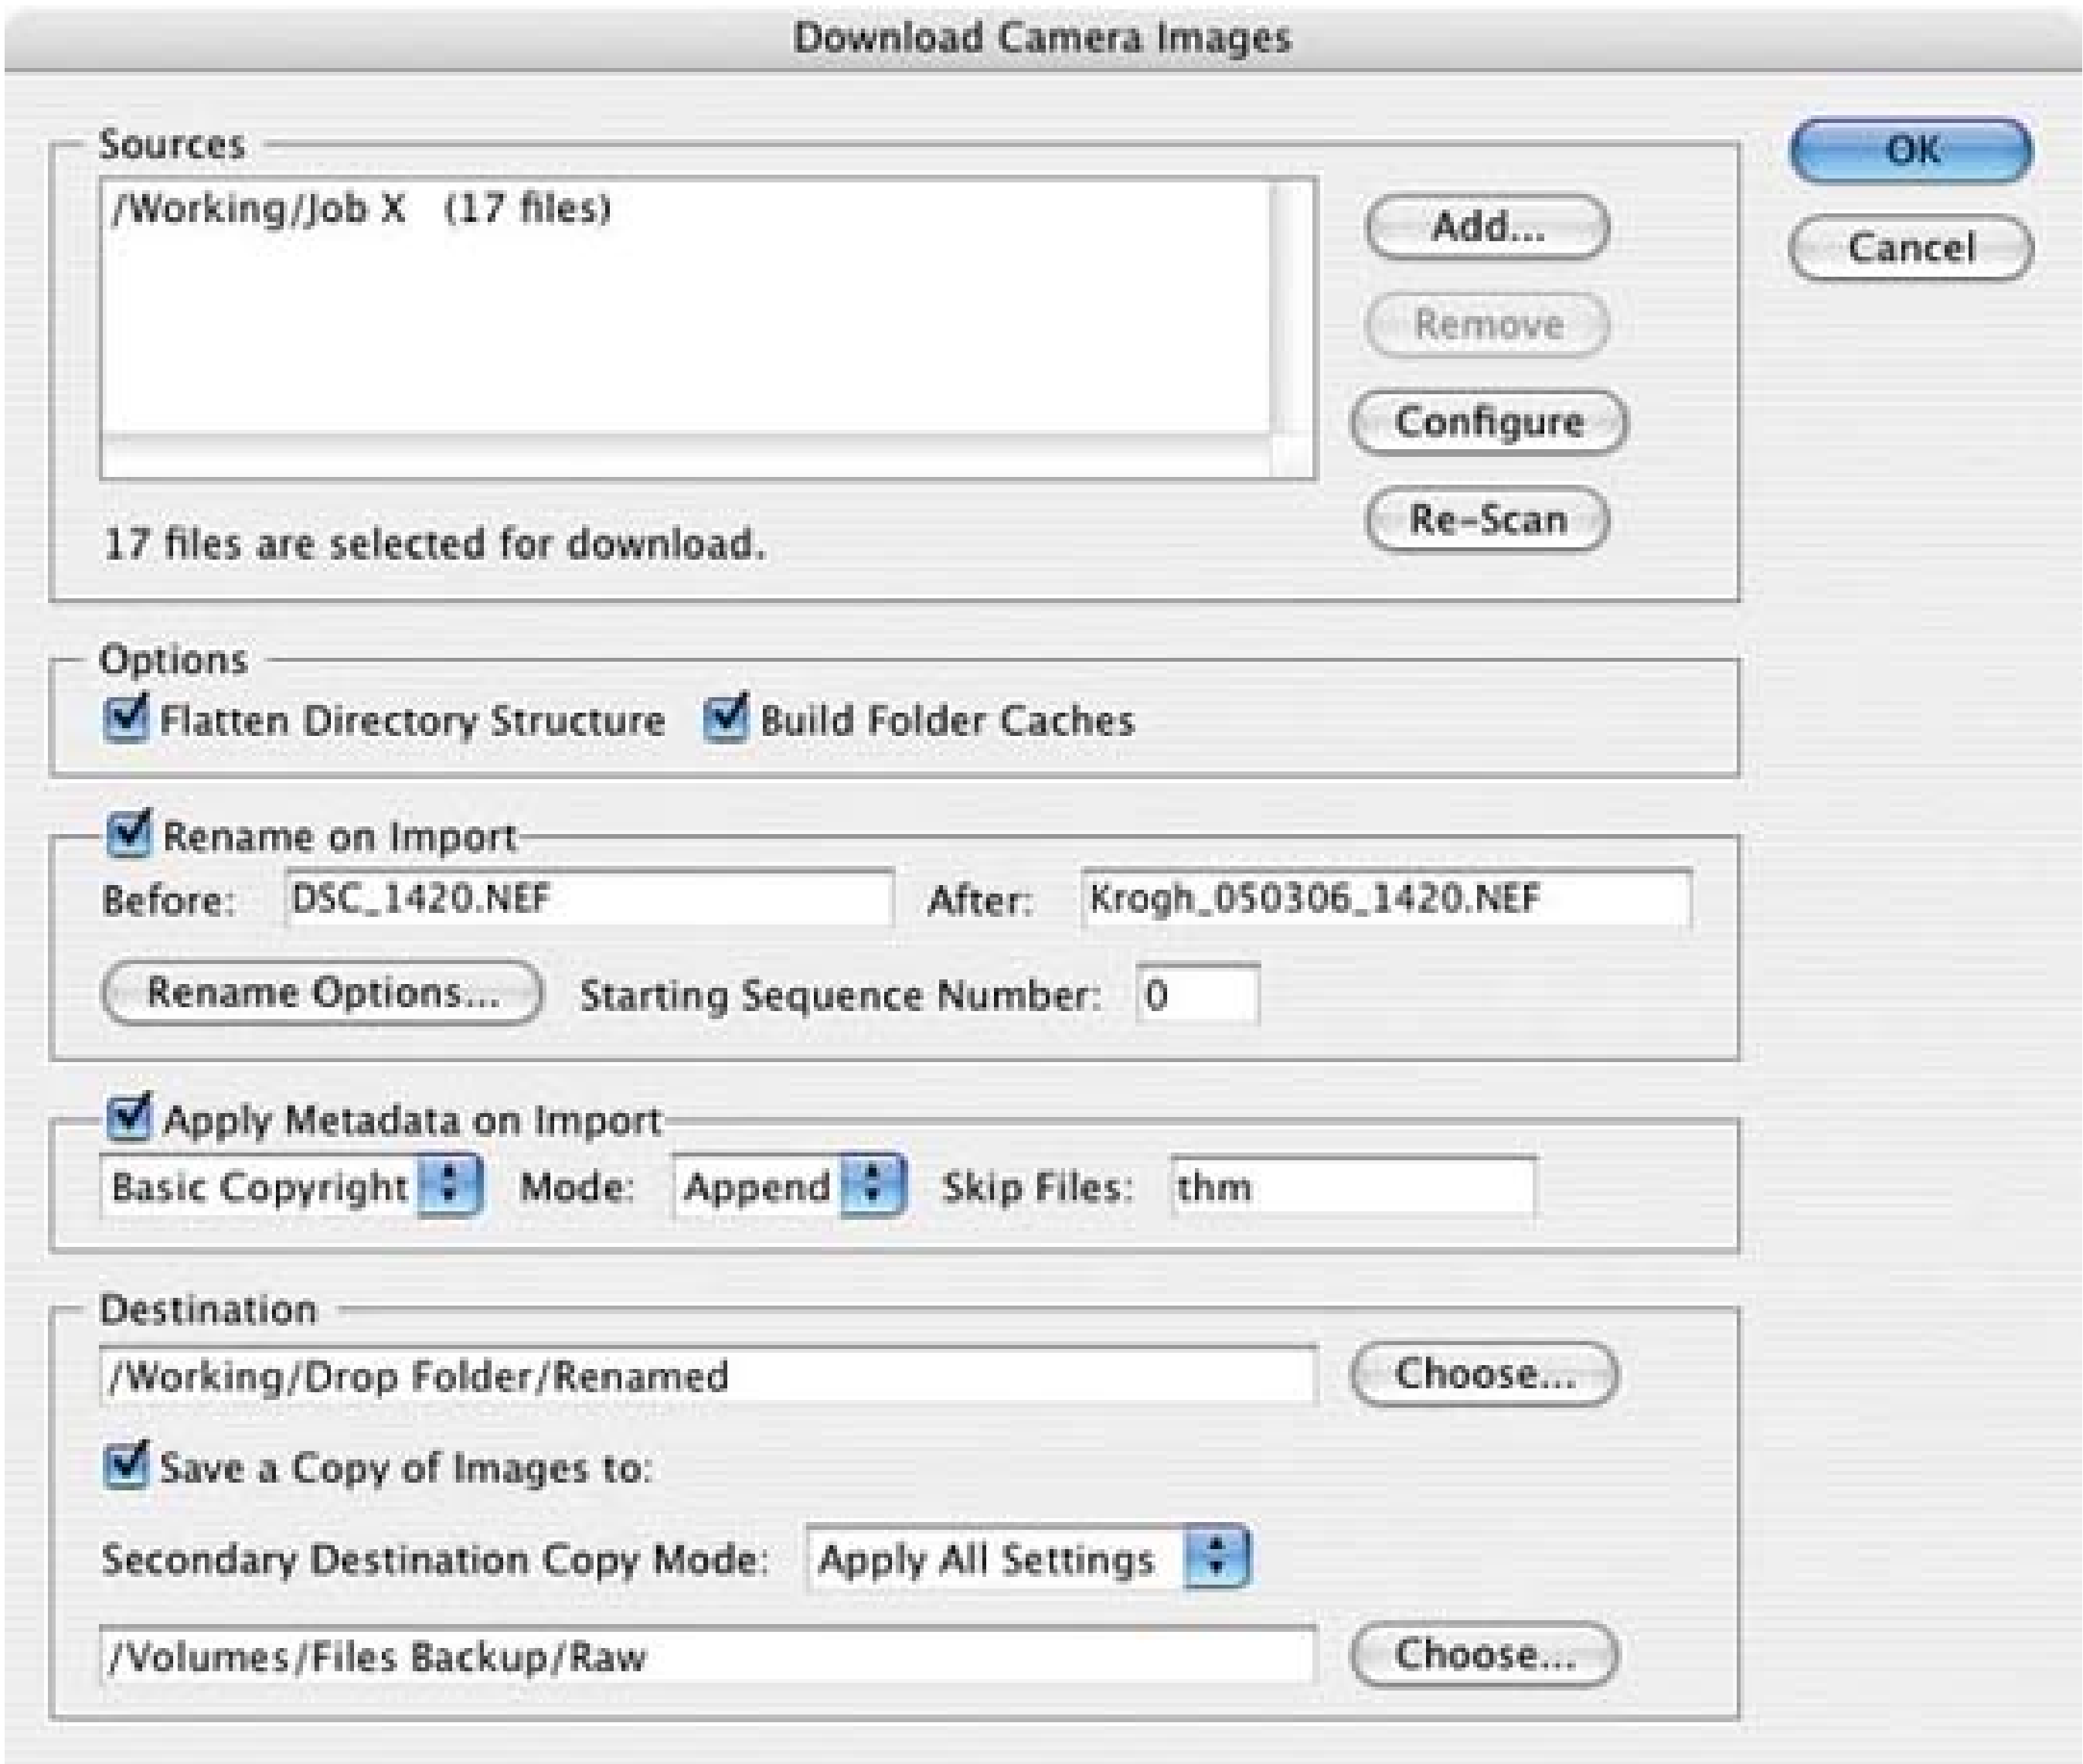 Download Camera Images
Sources
/Working/Job X (17 files)
OK
Add...
Cancel
Remove
Configure
Re-Scan
17 files are selected for download.
Options
Flatten Directory Structure Build Folder Caches
Rename on Import
Before: DSC_1420.NEF After: Krogh_050306_1420.NEF
Rename Options... Starting Sequence Number: 0
Apply Metadata on Import
Basic Copyright Mode: Append Skip Files: thm
Destination
/Working/Drop Folder/Renamed Choose...
Save a Copy of Images to:
Secondary Destination Copy Mode: Apply All Settings
/Volumes/Files Backup/Raw Choose...